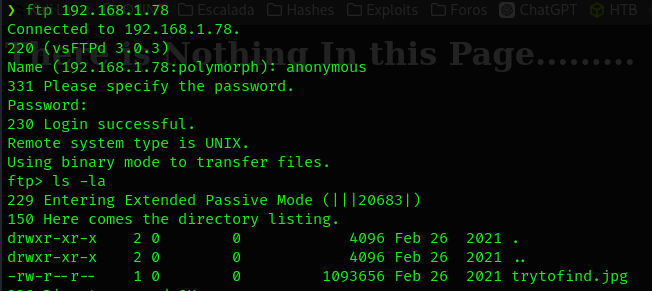 Escalada Hashes Exploits Foros ChatGPT HTB
❯ ftp 192.168.1.78
Connected to 192.168.1.78.
220 (vsFTPd 3.0.3)
There is Nothing In this Page.........
Name (192.168.1.78:polymorph): anonymous
331 Please specify the password.
Password:
230 Login successful.
Remote system type is UNIX.
Using binary mode to transfer files.
ftp> ls -la
229 Entering Extended Passive Mode (|||20683|)
150 Here comes the directory listing.
drwxr-xr-x    2 0        0            4096 Feb 26  2021 .
drwxr-xr-x    2 0        0            4096 Feb 26  2021 ..
-rw-r--r--    1 0        0         1093656 Feb 26  2021 trytofind.jpg